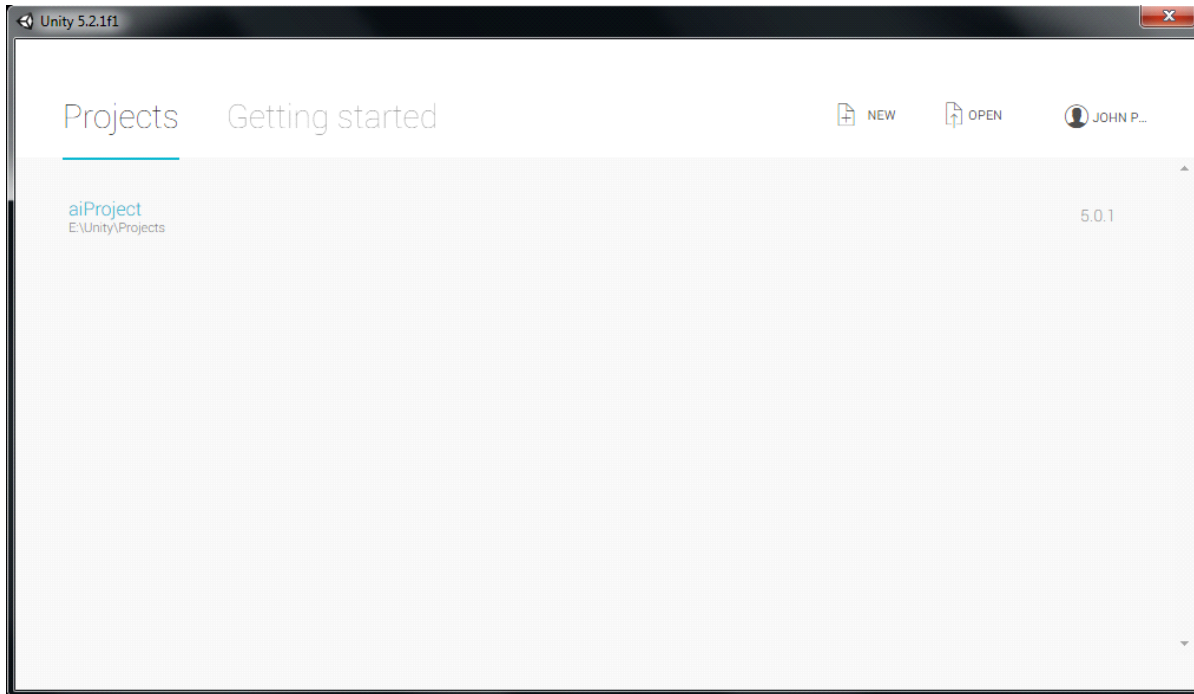 Unity 5.2.1f1
Projects Getting started NEW OPEN JOHN P...
aiProject 5.0.1
E:\Unity\Projects